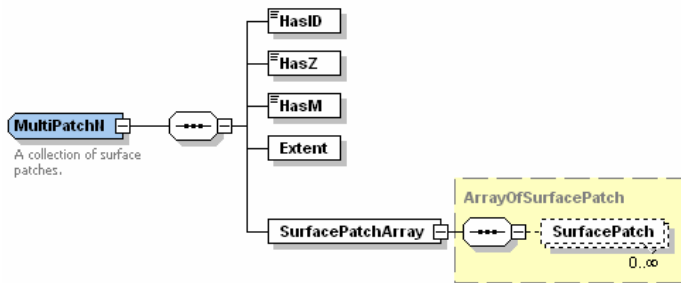 HasID
HasZ
HasM
MultiPatchN
A collection of surface
patches.
Extent
ArrayOfSurfacePatch
SurfacePatchArray
SurfacePatch
0..∞